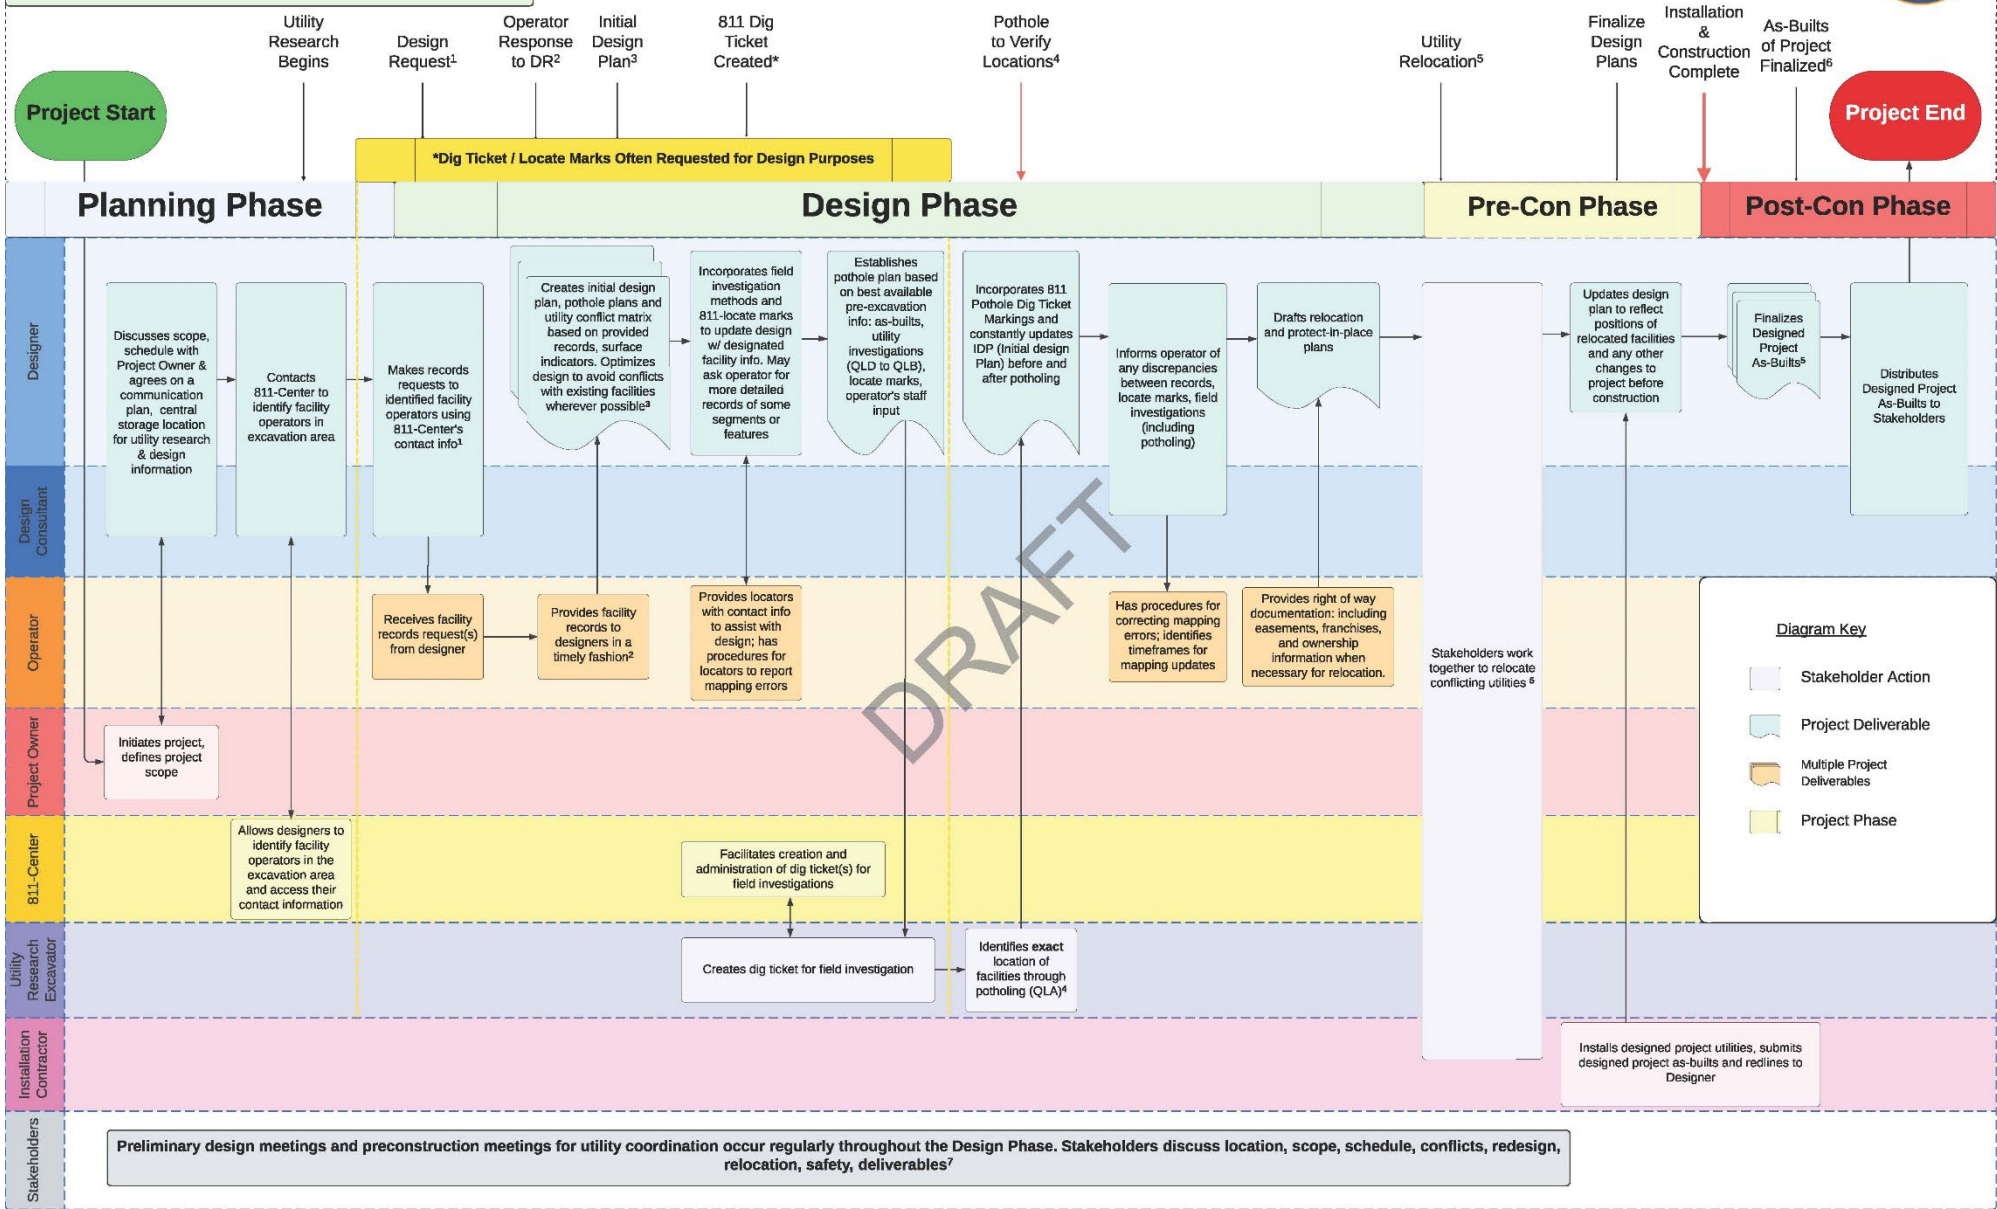 Utility
Research
Begins
Design
Request¹
Operator
Response
to DR²
Initial
Design
Plan³
811 Dig
Ticket
Created*
Pothole
to Verify
Locations⁴
Utility
Relocation⁵
Finalize
Design
Plans
Installation
&
Construction
Complete
As-Builts
of Project
Finalized⁶
Project Start
Project End
*Dig Ticket / Locate Marks Often Requested for Design Purposes
Planning Phase
Design Phase
Pre-Con Phase
Post-Con Phase
Designer
Discusses scope,
schedule with
Project Owner &
agrees on a
communication
plan, central
storage location
for utility research
& design
information
Contacts
811-Center to
identify facility
operators in
excavation area
Makes records
requests to
identified facility
operators using
811-Center's
contact info¹
Creates initial design
plan, pothole plans and
utility conflict matrix
based on provided
records, surface
indicators. Optimizes
design to avoid conflicts
with existing facilities
wherever possible³
Incorporates field
investigation
methods and
811-locate marks
to update design
w/ designated
facility info. May
ask operator for
more detailed
records of some
segments or
features
Establishes
pothole plan based
on best available
pre-excavation
info: as-builts,
utility
investigations
(QLD to QLB),
locate marks,
operator's staff
input
Incorporates 811
Pothole Dig Ticket
Markings and
constantly updates
IDP (Initial design
Plan) before and
after potholing
Informs operator of
any discrepancies
between records,
locate marks, field
investigations
(including
potholing)
Drafts relocation
and protect-in-place
plans
Updates design
plan to reflect
positions of
relocated facilities
and any other
changes to
project before
construction
Finalizes
Designed
Project
As-Builts⁵
Distributes
Designed Project
As-Builts to
Stakeholders
Design
Consultant
Operator
Receives facility
records request(s)
from designer
Provides facility
records to
designers in a
timely fashion²
Provides locators
with contact info
to assist with
design; has
procedures for
locators to report
mapping errors
Has procedures for
correcting mapping
errors; identifies
timeframes for
mapping updates
Provides right of way
documentation: including
easements, franchises,
and ownership
information when
necessary for relocation.
Stakeholders work
together to relocate
conflicting utilities ⁵
Diagram Key
Stakeholder Action
Project Deliverable
Multiple Project
Deliverables
Project Phase
DRAFT
Project Owner
Initiates project,
defines project
scope
811-Center
Allows designers to
identify facility
operators in the
excavation area
and access their
contact information
Facilitates creation and
administration of dig ticket(s) for
field investigations
Utility
Research
Excavator
Creates dig ticket for field investigation
Identifies exact
location of
facilities through
potholing (QLA)⁴
Installation
Contractor
Installs designed project utilities, submits
designed project as-builts and redlines to
Designer
Stakeholders
Preliminary design meetings and preconstruction meetings for utility coordination occur regularly throughout the Design Phase. Stakeholders discuss location, scope, schedule, conflicts, redesign,
relocation, safety, deliverables⁷